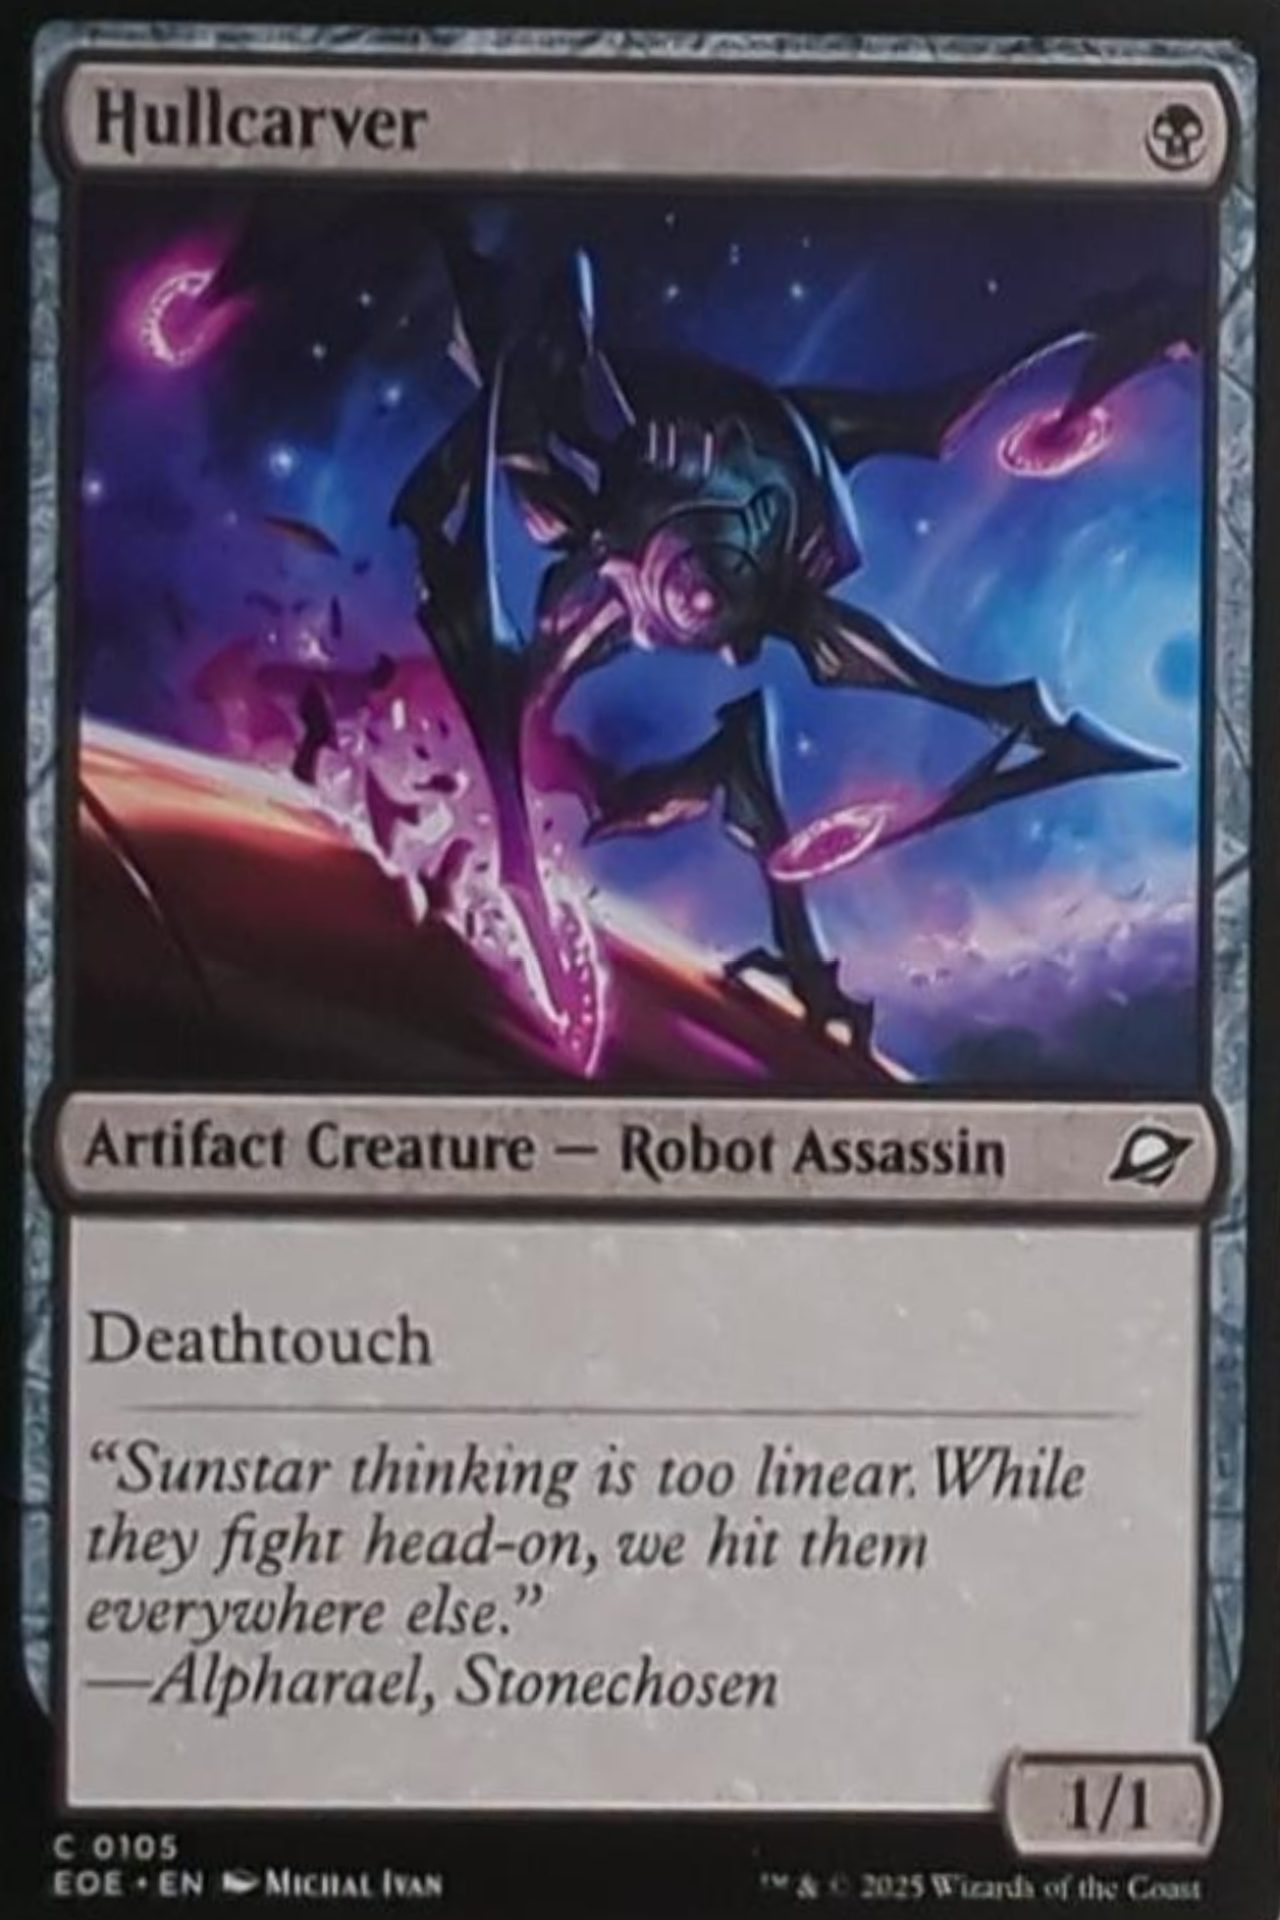 Hullcarver
Artifact Creature — Robot Assassin
Deathtouch
“Sunstar thinking is too linear. While
they fight head-on, we hit them
everywhere else.”
—Alpharael, Stonechosen
1/1
C 0105
EOE • EN Michal Ivan
™ & © 2025 Wizards of the Coast